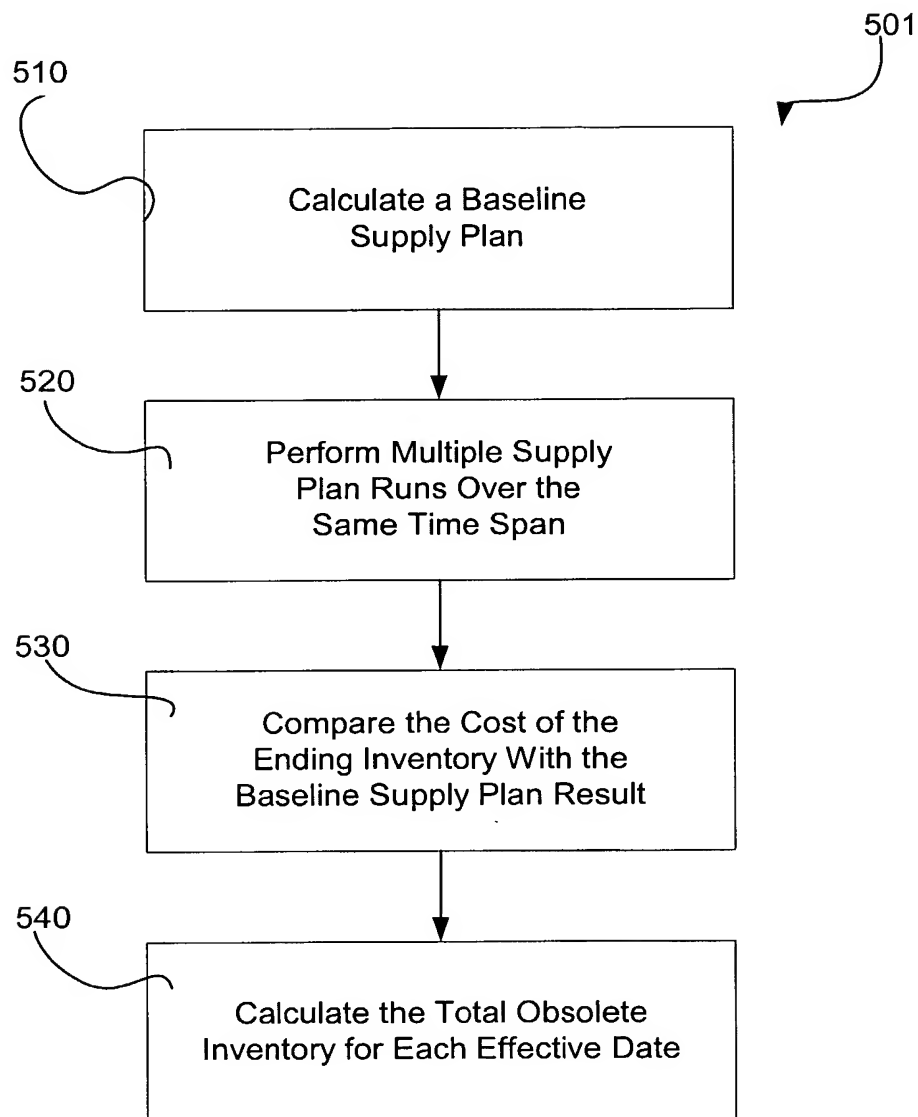 501
510
Calculate a Baseline
Supply Plan
520
Perform Multiple Supply
Plan Runs Over the
Same Time Span
530
Compare the Cost of the
Ending Inventory With the
Baseline Supply Plan Result
540
Calculate the Total Obsolete
Inventory for Each Effective Date